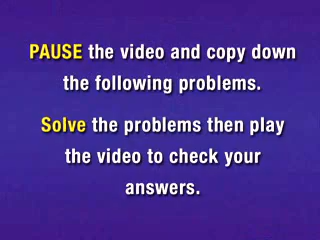 PAUSE the video and copy down
the following problems.
Solve the problems then play
the video to check your
answers.